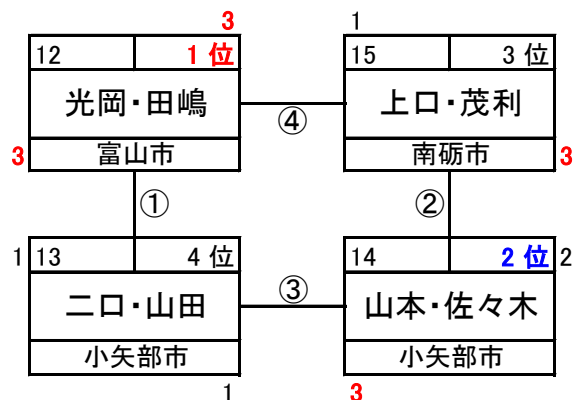 3 1
12 1 位 15 3 位
光岡・田嶋 上口・茂利
④
3 富山市 南砺市 3
① ②
1 13 4 位 14 2 位 2
③
二口・山田 山本・佐々木
小矢部市 小矢部市
1 3